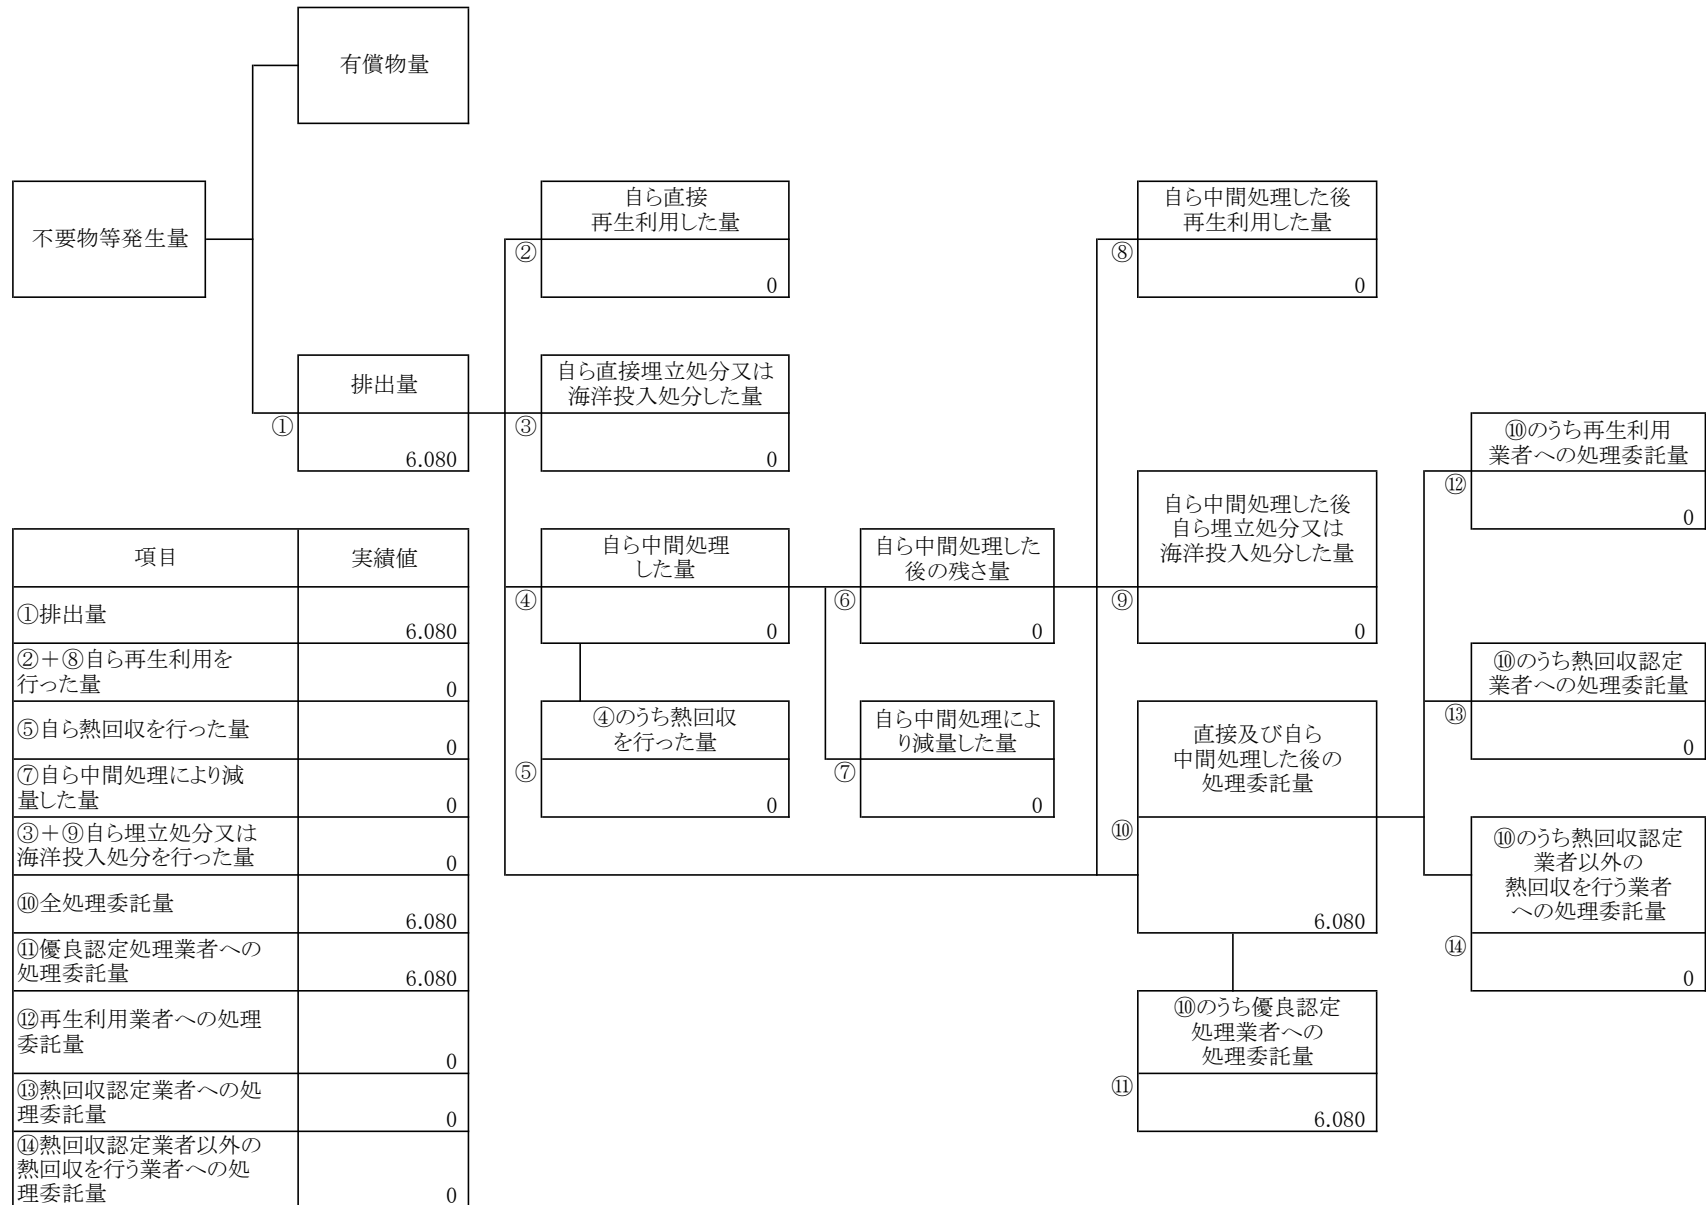 有償物量
不要物等発生量
自ら直接
再生利用した量
②
0
自ら中間処理した後
再生利用した量
⑧
0
排出量
①
6.080
自ら直接埋立処分又は
海洋投入処分した量
③
0
⑩のうち再生利用
業者への処理委託量
⑫
0
自ら中間処理
した量
④
0
自ら中間処理した
後の残さ量
⑥
0
自ら中間処理した後
自ら埋立処分又は
海洋投入処分した量
⑨
0
④のうち熱回収
を行った量
⑤
0
自ら中間処理によ
り減量した量
⑦
0
直接及び自ら
中間処理した後の
処理委託量
⑩
6.080
⑩のうち熱回収認定
業者への処理委託量
⑬
0
⑩のうち熱回収認定
業者以外の
熱回収を行う業者
への処理委託量
⑭
0
⑩のうち優良認定
処理業者への
処理委託量
⑪
6.080
項目 実績値
①排出量
6.080
②＋⑧自ら再生利用を
行った量 0
⑤自ら熱回収を行った量
0
⑦自ら中間処理により減
量した量 0
③＋⑨自ら埋立処分又は
海洋投入処分を行った量 0
⑩全処理委託量
6.080
⑪優良認定処理業者への
処理委託量 6.080
⑫再生利用業者への処理
委託量
0
⑬熱回収認定業者への処
理委託量 0
⑭熱回収認定業者以外の
熱回収を行う業者への処
理委託量 0